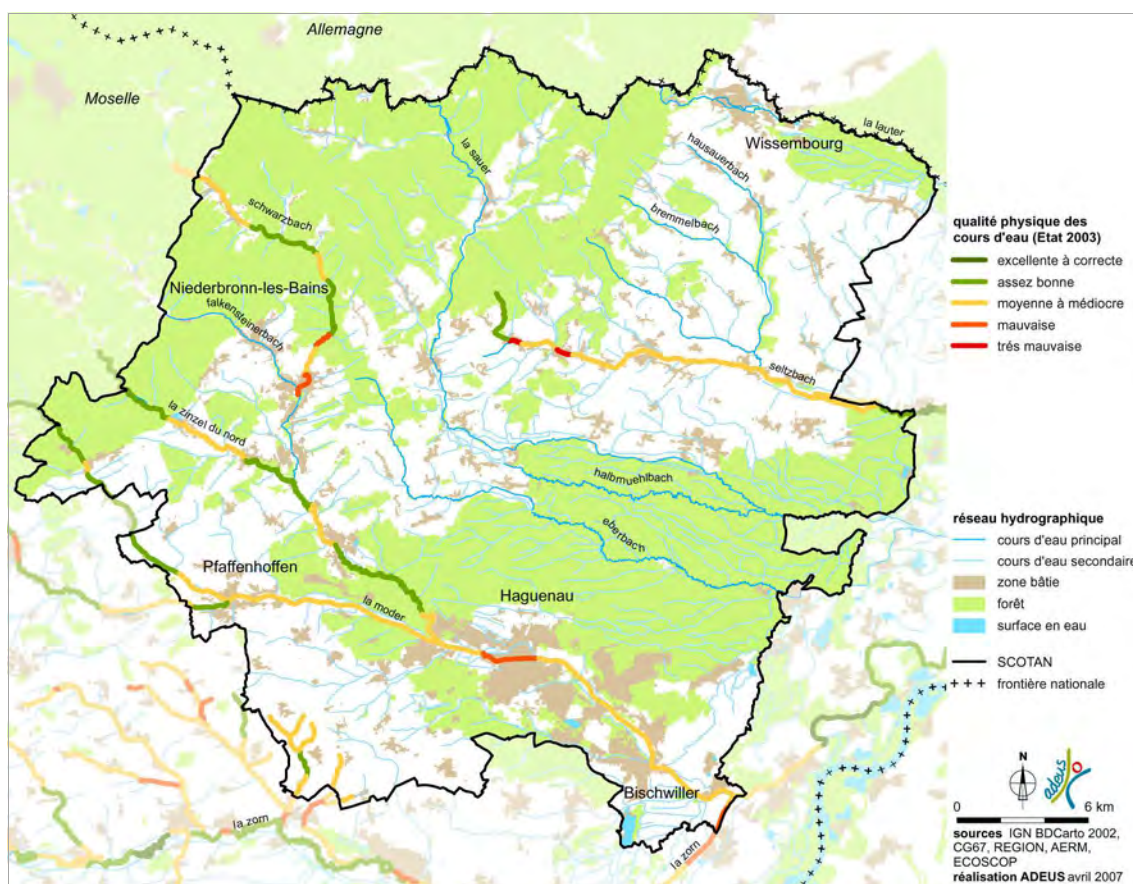 Allemagne
Moselle
Wissembourg
la lauter
hausauerbach
bremmelbach
la sauer
schwarzbach
Niederbronn-les-Bains
falkensteinerbach
seltzbach
la zinzel du nord
halbmuehlbach
eberbach
Pfaffenhoffen
Haguenau
la moder
Bischwiller
la zorn
la zorn
qualité physique des
cours d'eau (Etat 2003)
excellente à correcte
assez bonne
moyenne à médiocre
mauvaise
trés mauvaise
réseau hydrographique
cours d'eau principal
cours d'eau secondaire
zone bâtie
forêt
surface en eau
SCOTAN
frontière nationale
N
adeus
0 6 km
sources IGN BDCarto 2002,
CG67, REGION, AERM,
ECOSCOP
réalisation ADEUS avril 2007